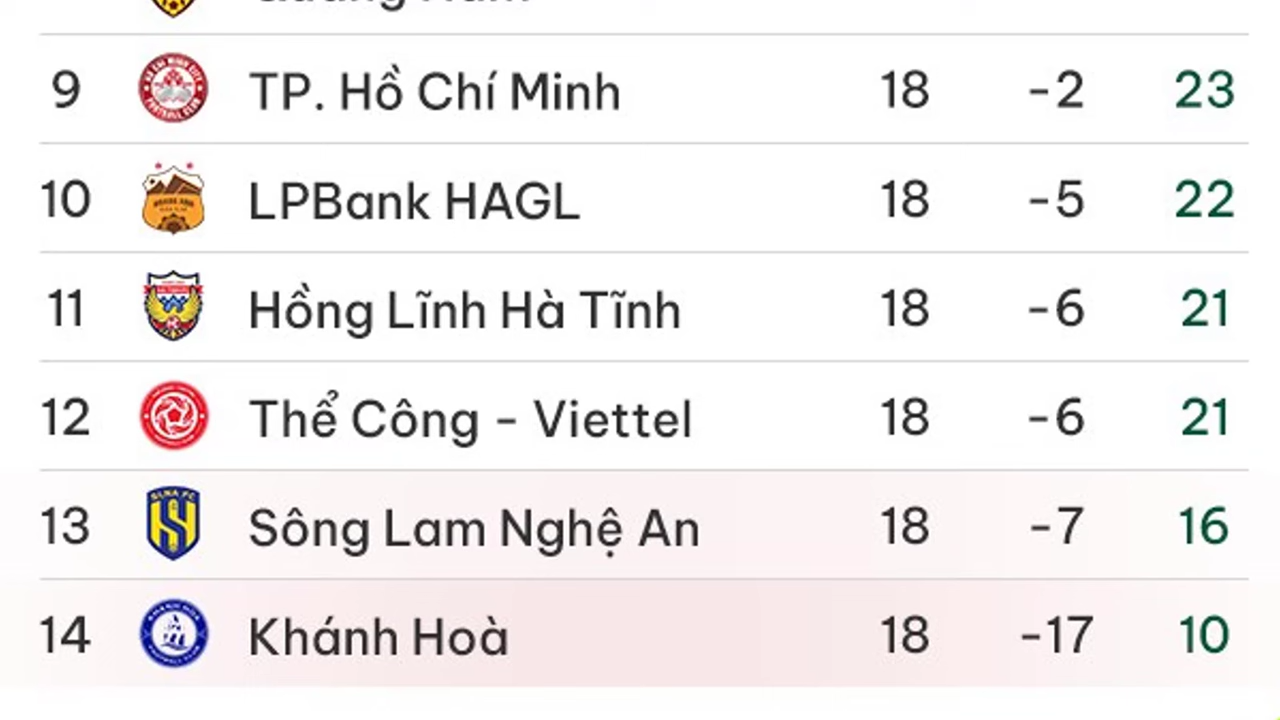 9 TP. Hồ Chí Minh 18 -2 23
10 LPBank HAGL 18 -5 22
11 Hồng Lĩnh Hà Tĩnh 18 -6 21
12 Thể Công - Viettel 18 -6 21
13 SLNA FC Sông Lam Nghệ An 18 -7 16
14 Khánh Hoà 18 -17 10